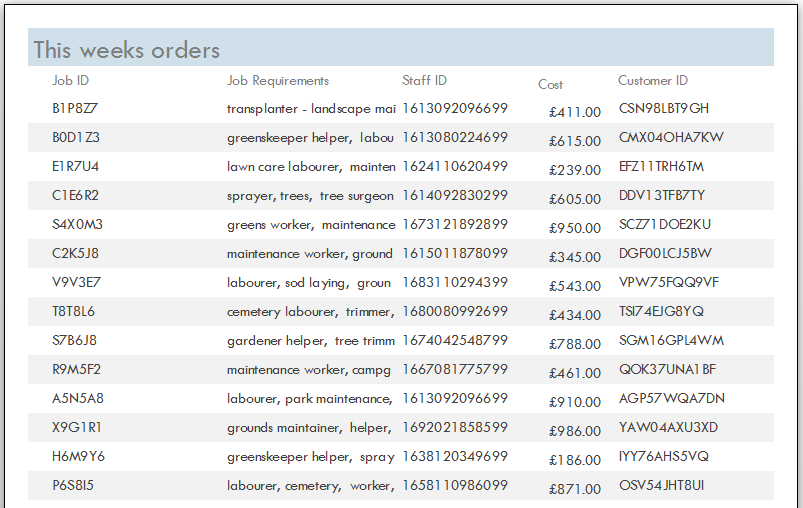 This weeks orders
Job ID Job Requirements Staff ID Cost Customer ID
B1P8Z7 transplanter - landscape mai 1613092096699 £411.00 CSN98LBT9GH
B0D1Z3 greenskeeper helper, labou 1613080224699 £615.00 CMX04OHA7KW
E1R7U4 lawn care labourer, mainten 1624110620499 £239.00 EFZ11TRH6TM
C1E6R2 sprayer, trees, tree surgeon 1614092830299 £605.00 DDV13TFB7TY
S4X0M3 greens worker, maintenance 1673121892899 £950.00 SCZ71DOE2KU
C2K5J8 maintenance worker, ground 1615011878099 £345.00 DGF00LCJ5BW
V9V3E7 labourer, sod laying, groun 1683110294399 £543.00 VPW75FQQ9VF
T8T8L6 cemetery labourer, trimmer, 1680080992699 £434.00 TSI74EJG8YQ
S7B6J8 gardener helper, tree trimm 1674042548799 £788.00 SGM16GPL4WM
R9M5F2 maintenance worker, campg 1667081775799 £461.00 QOK37UNA1BF
A5N5A8 labourer, park maintenance, 1613092096699 £910.00 AGP57WQA7DN
X9G1R1 grounds maintainer, helper, 1692021858599 £986.00 YAW04AXU3XD
H6M9Y6 greenskeeper helper, spray 1638120349699 £186.00 IYY76AHS5VQ
P6S8I5 labourer, cemetery, worker, 1658110986099 £871.00 OSV54JHT8UI